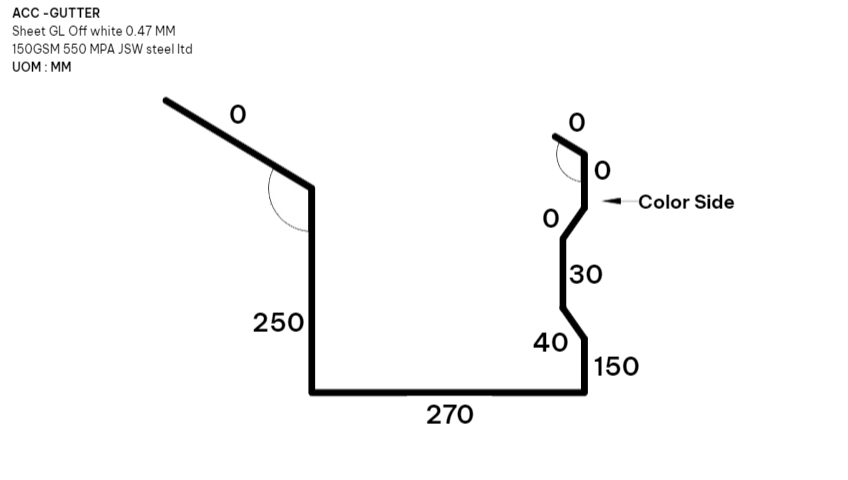 ACC -GUTTER
Sheet GL Off white 0.47 MM
150GSM 550 MPA JSW steel ltd
UOM : MM
0
0
0
Color Side
0
30
250
40
150
270